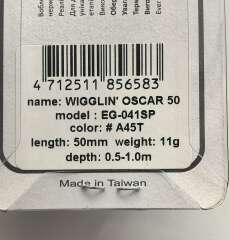 4 712511 856583
name: WIGGLIN' OSCAR 50
model : EG-041SP
color: # A45T
length: 50mm weight: 11g
depth: 0.5-1.0m
Made in Taiwan